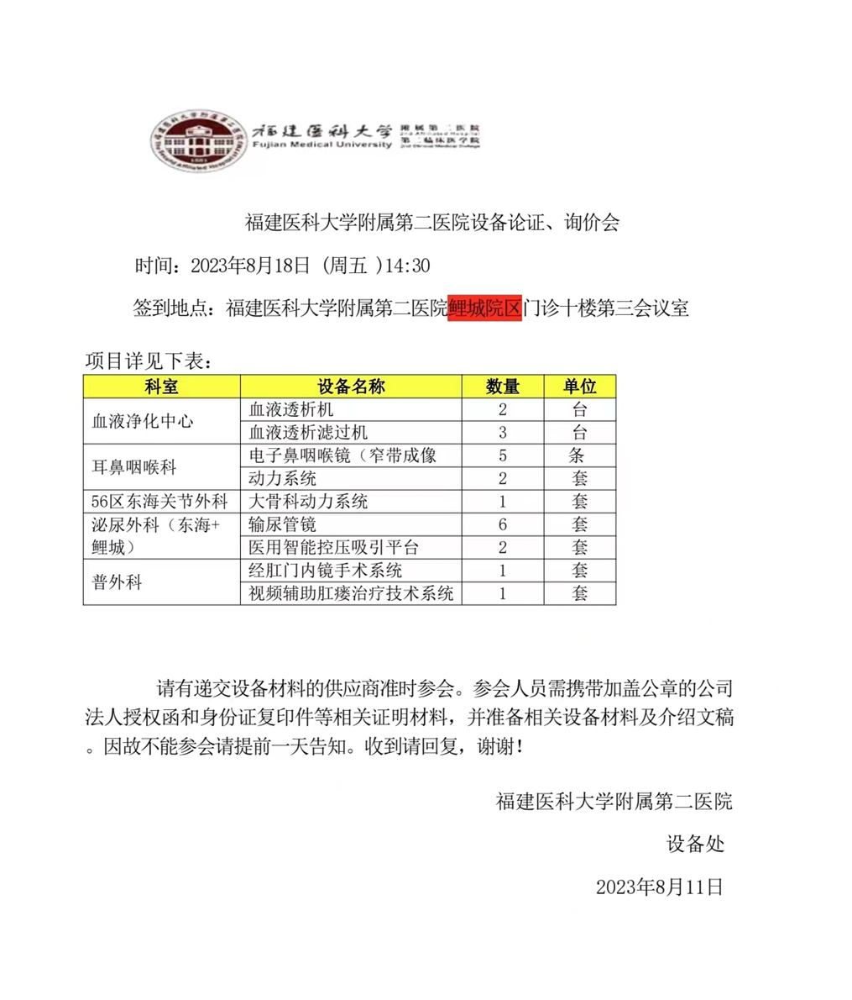 福建医科大学 附属第二医院
Fujian Medical University 2nd Affiliated Hospital
第二临床医学院
2nd Clinical Medical College
1881
福建医科大学附属第二医院设备论证、询价会
时间：2023年8月18日（周五 )14:30
签到地点：福建医科大学附属第二医院鲤城院区门诊十楼第三会议室
项目详见下表：
科室 设备名称 数量 单位
血液净化中心 血液透析机 2 台
血液透析滤过机 3 台
耳鼻咽喉科 电子鼻咽喉镜（窄带成像 5 条
动力系统 2 套
56区东海关节外科 大骨科动力系统 1 套
泌尿外科（东海+ 输尿管镜 6 套
鲤城） 医用智能控压吸引平台 2 套
普外科 经肛门内镜手术系统 1 套
视频辅助肛瘘治疗技术系统 1 套
请有递交设备材料的供应商准时参会。参会人员需携带加盖公章的公司
法人授权函和身份证复印件等相关证明材料，并准备相关设备材料及介绍文稿
。因故不能参会请提前一天告知。收到请回复，谢谢！
福建医科大学附属第二医院
设备处
2023年8月11日